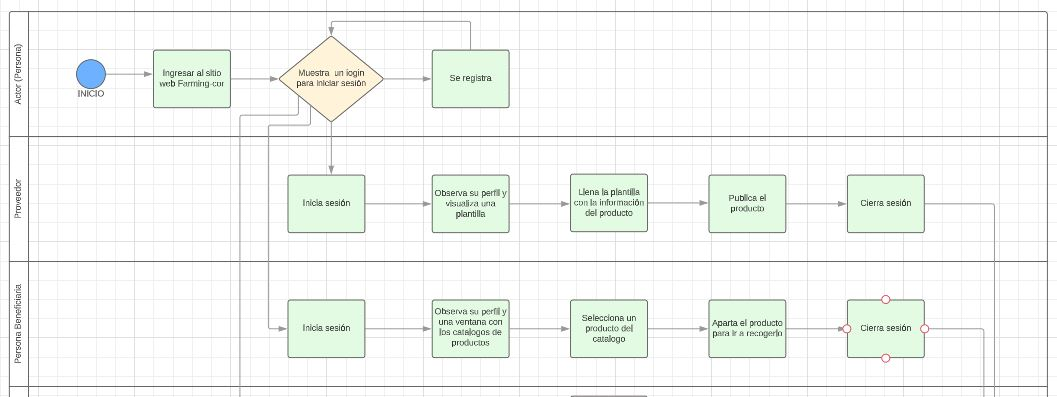 Actor (Persona)
INICIO
Ingresar al sitio
web Farming-cor
Muestra un login
para iniciar sesión
Se registra
Proveedor
Inicia sesión
Observa su perfil y
visualiza una
plantilla
Llena la plantilla
con la información
del producto
Publica el
producto
Cierra sesión
Persona Beneficiaria
Inicia sesión
Observa su perfil y
una ventana con
los catalogos de
productos
Selecciona un
producto del
catalogo
Aparta el producto
para ir a recogerlo
Cierra sesión